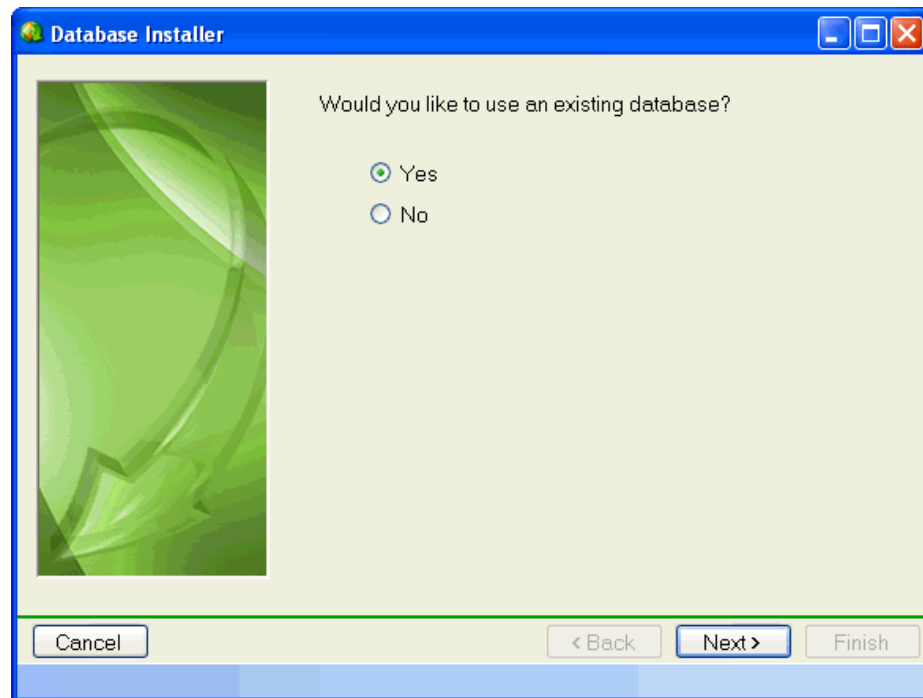 Database Installer
Would you like to use an existing database?
Yes
No
Cancel
< Back
Next >
Finish